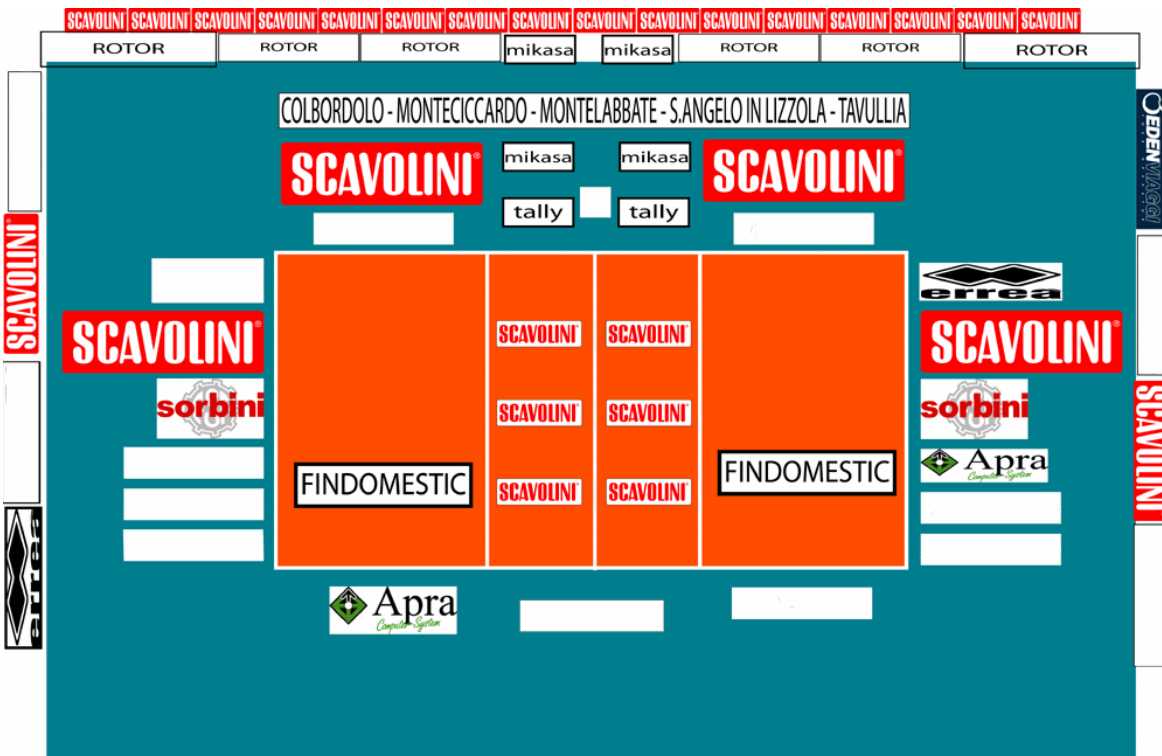 SCAVOLINI SCAVOLINI SCAVOLINI SCAVOLINI SCAVOLINI SCAVOLINI SCAVOLINI SCAVOLINI SCAVOLINI SCAVOLINI SCAVOLINI SCAVOLINI SCAVOLINI SCAVOLINI SCAVOLINI SCAVOLINI
ROTOR ROTOR ROTOR mikasa mikasa ROTOR ROTOR ROTOR
COLBORDOLO - MONTECICCARDO - MONTELABBATE - S.ANGELO IN LIZZOLA - TAVULLIA
EDENVIAGGI
SCAVOLINI® mikasa mikasa SCAVOLINI®
tally tally
SCAVOLINI®
errea
SCAVOLINI® SCAVOLINI SCAVOLINI SCAVOLINI®
sorbini SCAVOLINI SCAVOLINI sorbini
SCAVOLINI
FINDOMESTIC SCAVOLINI SCAVOLINI FINDOMESTIC
Apra
Computer System
errea
Apra
Computer System